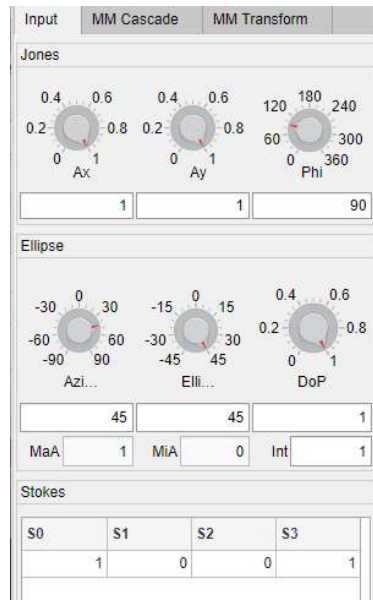 Input MM Cascade MM Transform
Jones
0.4 0.6 0.4 0.6 120 180 240
0.2 0.8 0.2 0.8 60 300
0 1 0 1 0 360
Ax Ay Phi
1 1 90
Ellipse
-30 0 30 -15 0 15 0.4 0.6
-60 60 -30 30 0.2 0.8
-90 90 -45 45 0 1
Azi... Elli... DoP
45 45 1
MaA 1 MiA 0 Int 1
Stokes
S0 S1 S2 S3
1 0 0 1